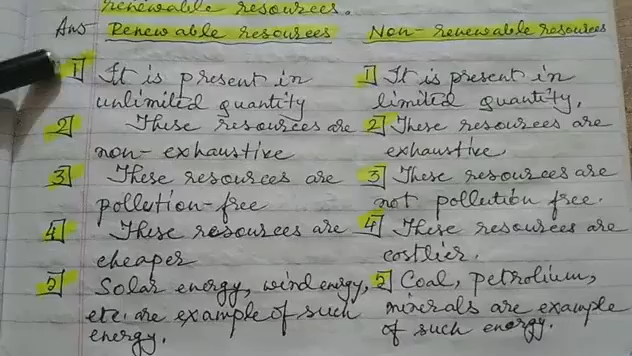 renewable resources.
Ans Renewable resources Non-renewable resources
1] It is present in
unlimited quantity
2] These resources are
non-exhaustive
3] These resources are
pollution-free
4] These resources are
cheaper
5] Solar energy, wind energy,
etc. are example of such
energy.
1] It is present in
limited quantity.
2] These resources are
exhaustive
3] These resources are
not pollution free.
4] These resources are
costlier.
5] Coal, petrolium,
minerals are example
of such energy.